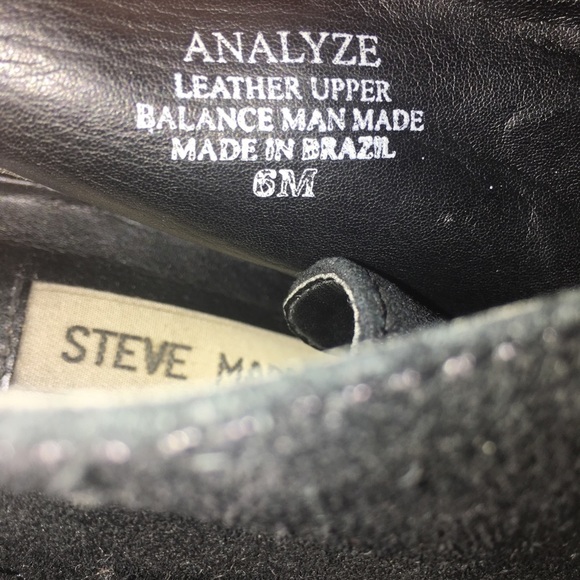 ANALYZE
LEATHER UPPER
BALANCE MAN MADE
MADE IN BRAZIL
6M
STEVE